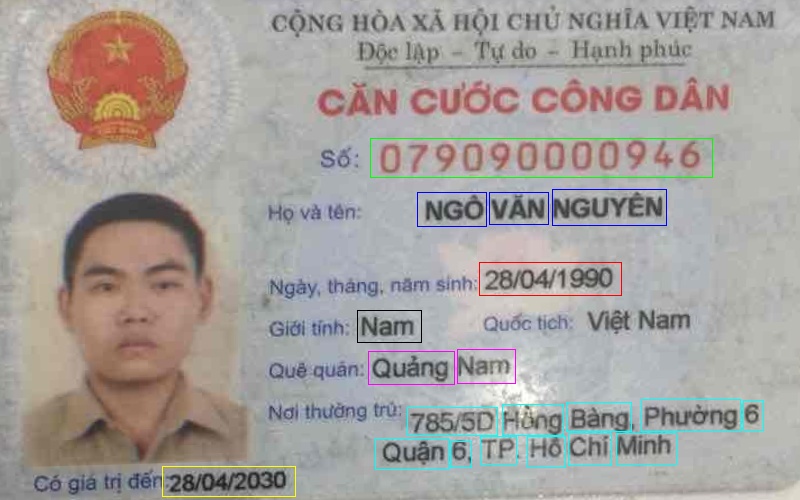 CỘNG HÒA XÃ HỘI CHỦ NGHĨA VIỆT NAM
Độc lập - Tự do - Hạnh phúc
CĂN CƯỚC CÔNG DÂN
Số: 079090000946
Họ và tên: NGÔ VĂN NGUYÊN
Ngày, tháng, năm sinh: 28/04/1990
Giới tính: Nam Quốc tịch: Việt Nam
Quê quán: Quảng Nam
Nơi thường trú: 785/5D Hồng Bàng, Phường 6
Quận 6, TP. Hồ Chí Minh
Có giá trị đến: 28/04/2030